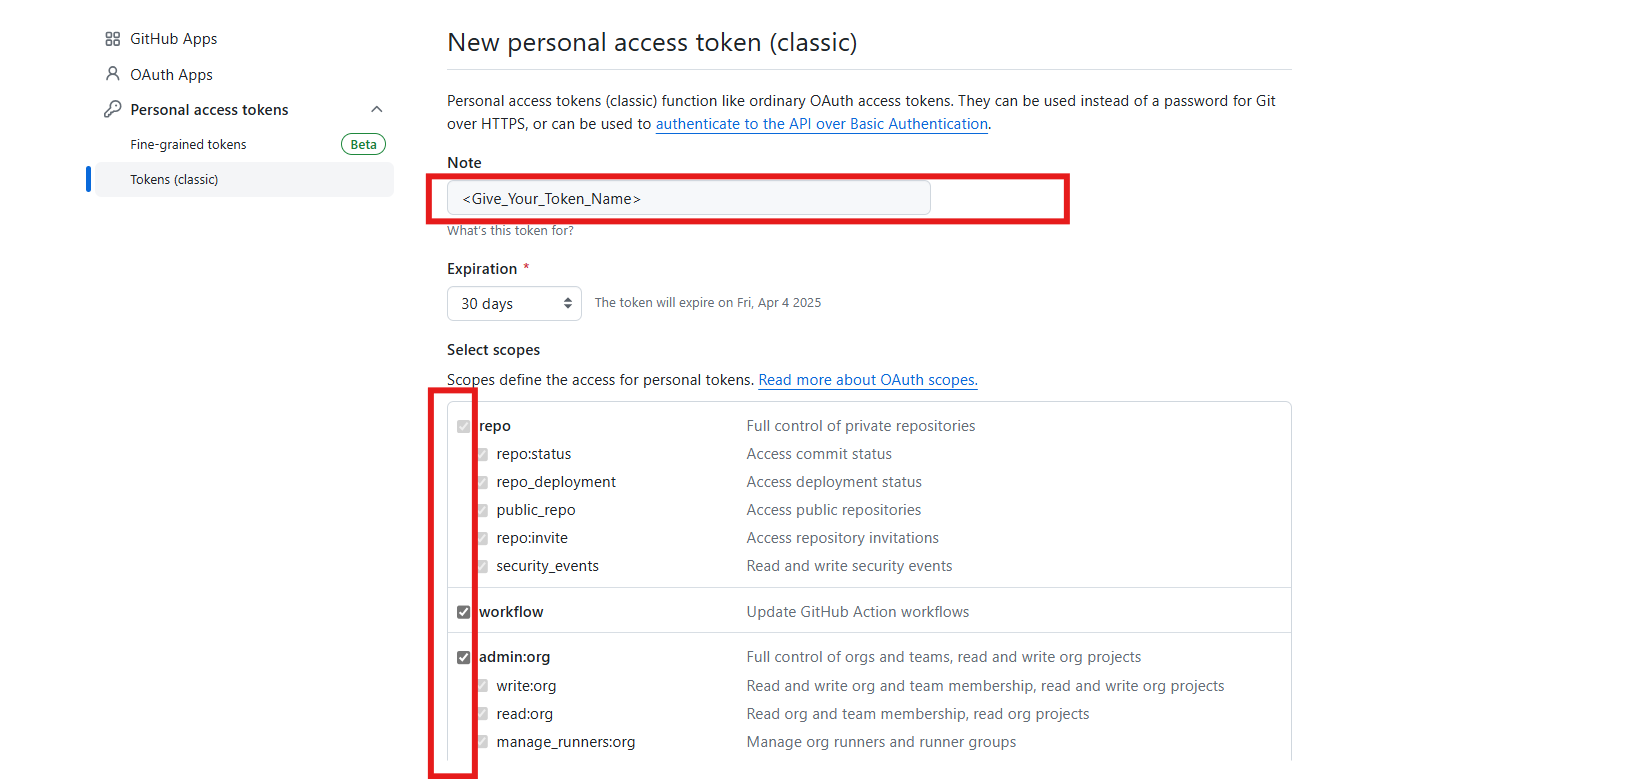 GitHub Apps
OAuth Apps
Personal access tokens
Fine-grained tokens Beta
Tokens (classic)
New personal access token (classic)
Personal access tokens (classic) function like ordinary OAuth access tokens. They can be used instead of a password for Git
over HTTPS, or can be used to authenticate to the API over Basic Authentication.
Note
<Give_Your_Token_Name>
What's this token for?
Expiration *
30 days The token will expire on Fri, Apr 4 2025
Select scopes
Scopes define the access for personal tokens. Read more about OAuth scopes.
repo Full control of private repositories
repo:status Access commit status
repo_deployment Access deployment status
public_repo Access public repositories
repo:invite Access repository invitations
security_events Read and write security events
workflow Update GitHub Action workflows
admin:org Full control of orgs and teams, read and write org projects
write:org Read and write org and team membership, read and write org projects
read:org Read org and team membership, read org projects
manage_runners:org Manage org runners and runner groups